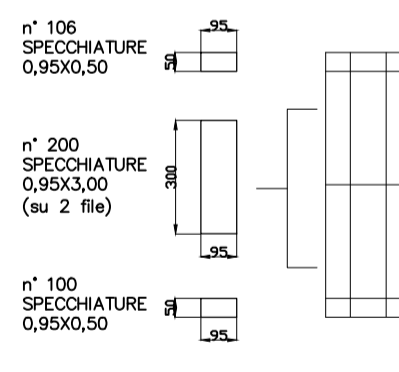 n° 106
SPECCHIATURE
0,95X0,50
95
50
n° 200
SPECCHIATURE
0,95X3,00
(su 2 file)
300
95
n° 100
SPECCHIATURE
0,95X0,50
50
95